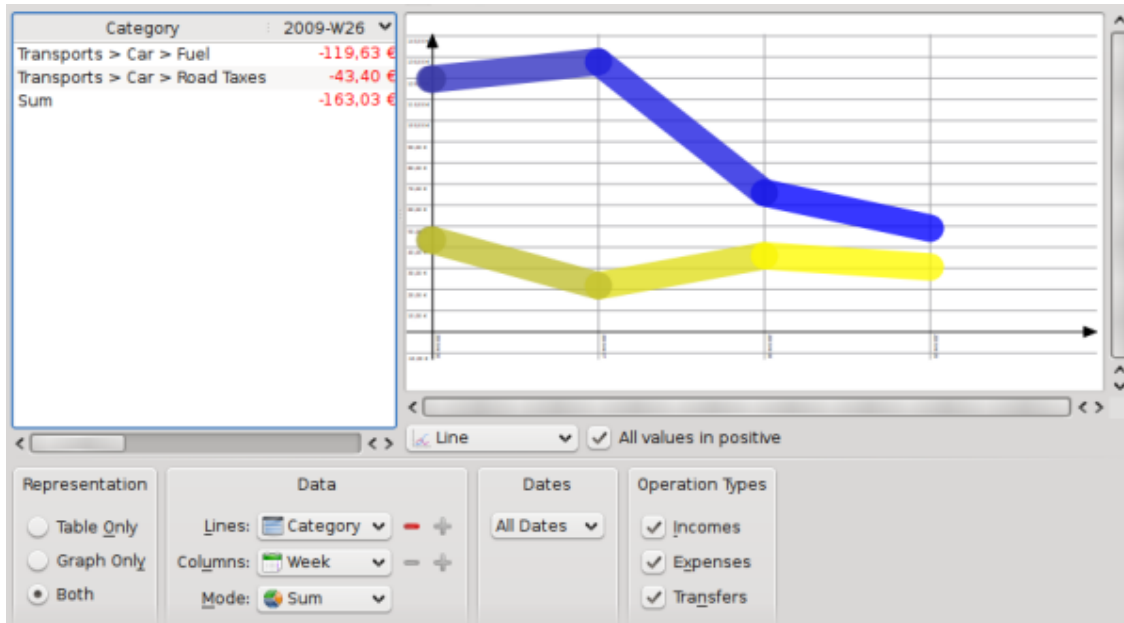 Category 2009-W26
Transports > Car > Fuel -119,63 €
Transports > Car > Road Taxes -43,40 €
Sum -163,03 €
Line All values in positive
Representation
Table Only
Graph Only
Both
Data
Lines: Category
Columns: Week
Mode: Sum
Dates
All Dates
Operation Types
Incomes
Expenses
Transfers